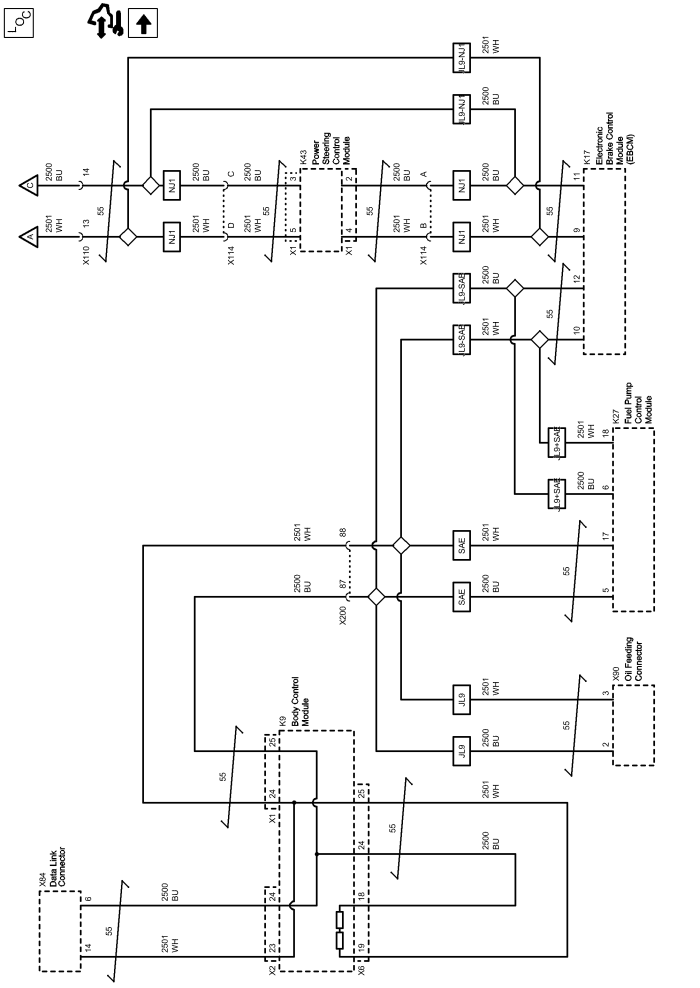 LOC
X84
Data Link
Connector
14
6
55
2501
WH
2500
BU
X2
23
24
X1
24
25
K9
Body Control
Module
X6
19
18
24
25
55
2500
BU
2501
WH
55
2500
BU
2501
WH
X200
87
88
JL9
JL9
2500
BU
2501
WH
55
2
3
X90
Oil Feeding
Connector
SAE
SAE
2500
BU
2501
WH
55
5
17
6
18
K27
Fuel Pump
Control
Module
JL9+SAE
JL9+SAE
2500
BU
2501
WH
JL9-SAE
JL9-SAE
2501
WH
2500
BU
55
10
12
9
11
K17
Electronic
Brake Control
Module
(EBCM)
A
C
2501
WH
2500
BU
X110
13
14
55
NJ1
NJ1
2501
WH
2500
BU
X114
D
C
2501
WH
2500
BU
55
X1
5
3
K43
Power
Steering
Control
Module
X1
4
2
55
2501
WH
2500
BU
X114
B
A
NJ1
NJ1
2501
WH
2500
BU
55
JL9-NJ1
JL9-NJ1
2500
BU
2501
WH